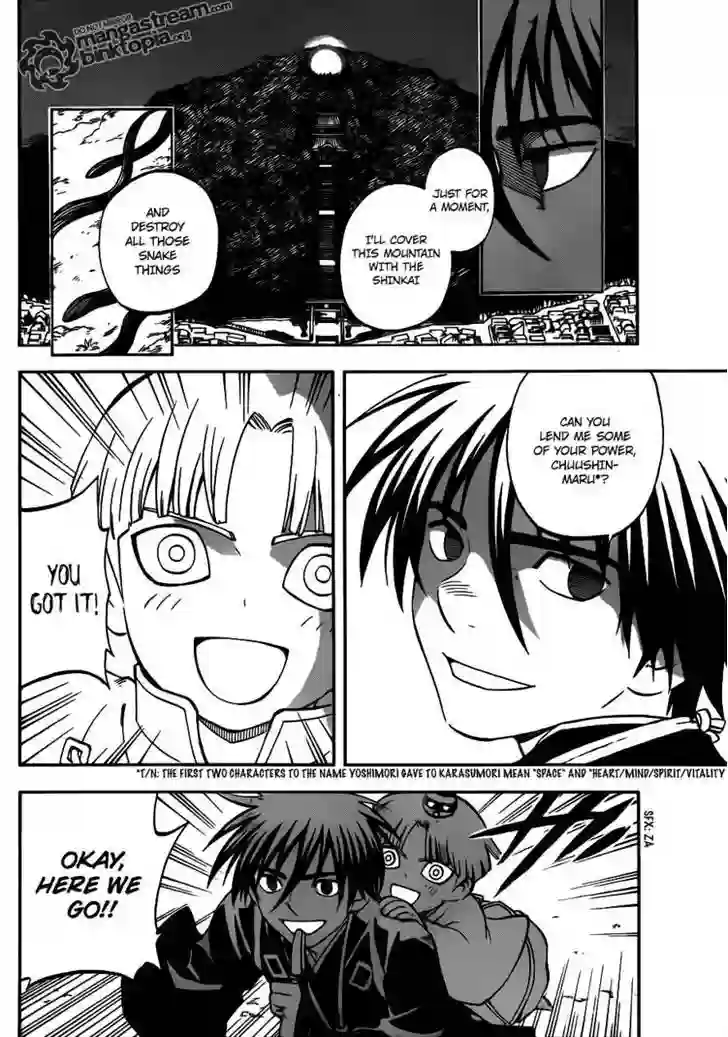 DO NOT MIRROR!
mangastream.com
binktopia.org
JUST FOR
A MOMENT,
I'LL COVER
THIS MOUNTAIN
WITH THE
SHINKAI
AND
DESTROY
ALL THOSE
SNAKE
THINGS
CAN YOU
LEND ME SOME
OF YOUR
POWER,
CHUUSHIN-
MARU*?
YOU
GOT IT!
*T/N: THE FIRST TWO CHARACTERS TO THE NAME YOSHIMORI GAVE TO KARASUMORI MEAN "SPACE" AND "HEART/MIND/SPIRIT/VITALITY
SFX: ZA
OKAY,
HERE WE
GO!!